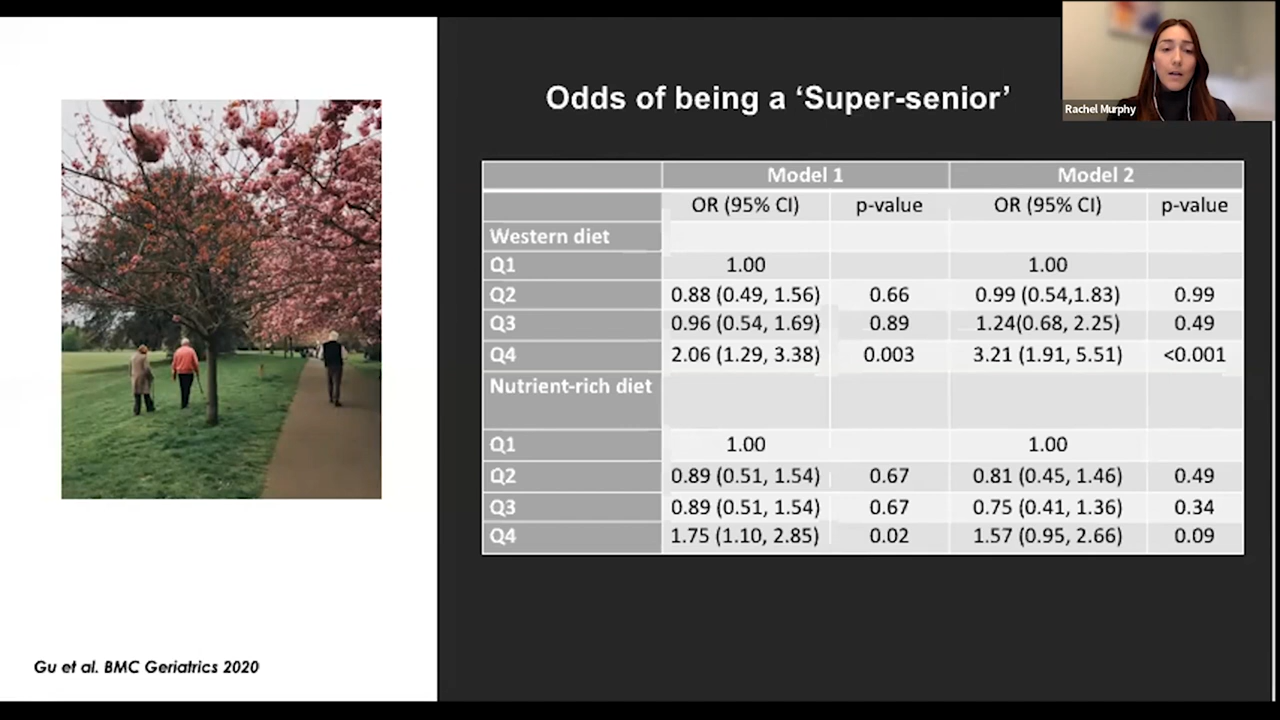 Rachel Murphy
Odds of being a ‘Super-senior’
Model 1 Model 2
OR (95% CI) p-value OR (95% CI) p-value
Western diet
Q1 1.00 1.00
Q2 0.88 (0.49, 1.56) 0.66 0.99 (0.54,1.83) 0.99
Q3 0.96 (0.54, 1.69) 0.89 1.24(0.68, 2.25) 0.49
Q4 2.06 (1.29, 3.38) 0.003 3.21 (1.91, 5.51) <0.001
Nutrient-rich diet
Q1 1.00 1.00
Q2 0.89 (0.51, 1.54) 0.67 0.81 (0.45, 1.46) 0.49
Q3 0.89 (0.51, 1.54) 0.67 0.75 (0.41, 1.36) 0.34
Q4 1.75 (1.10, 2.85) 0.02 1.57 (0.95, 2.66) 0.09
Gu et al. BMC Geriatrics 2020